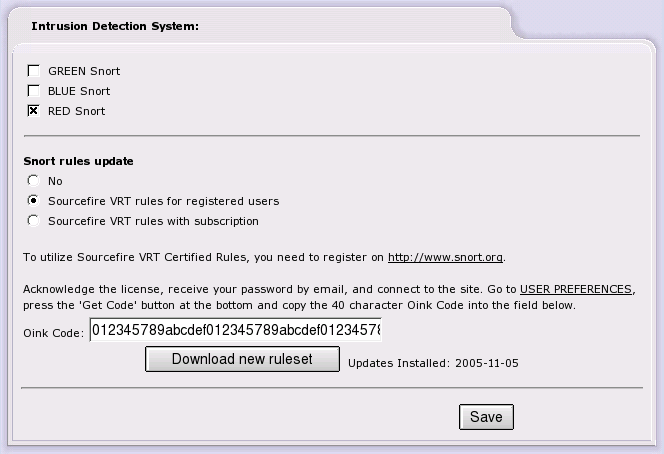 Intrusion Detection System:
GREEN Snort
BLUE Snort
RED Snort
Snort rules update
No
Sourcefire VRT rules for registered users
Sourcefire VRT rules with subscription
To utilize Sourcefire VRT Certified Rules, you need to register on http://www.snort.org.
Acknowledge the license, receive your password by email, and connect to the site. Go to USER PREFERENCES,
press the 'Get Code' button at the bottom and copy the 40 character Oink Code into the field below.
Oink Code: 012345789abcdef012345789abcdef01234578
Download new ruleset Updates Installed: 2005-11-05
Save